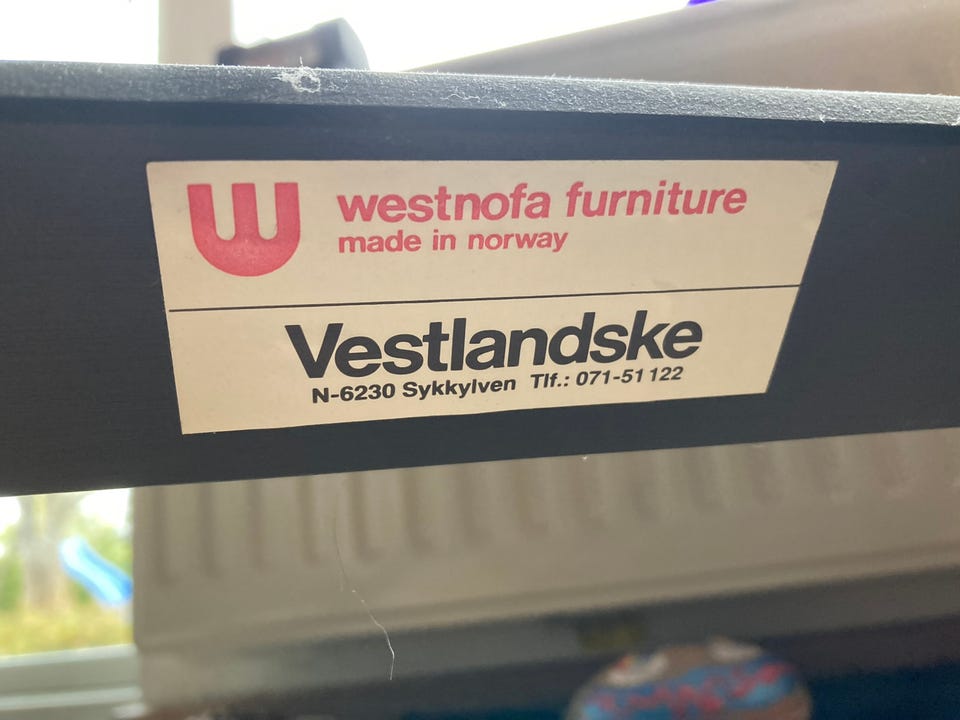 westnofa furniture
made in norway
Vestlandske
N-6230 Sykkylven Tlf.: 071-51122